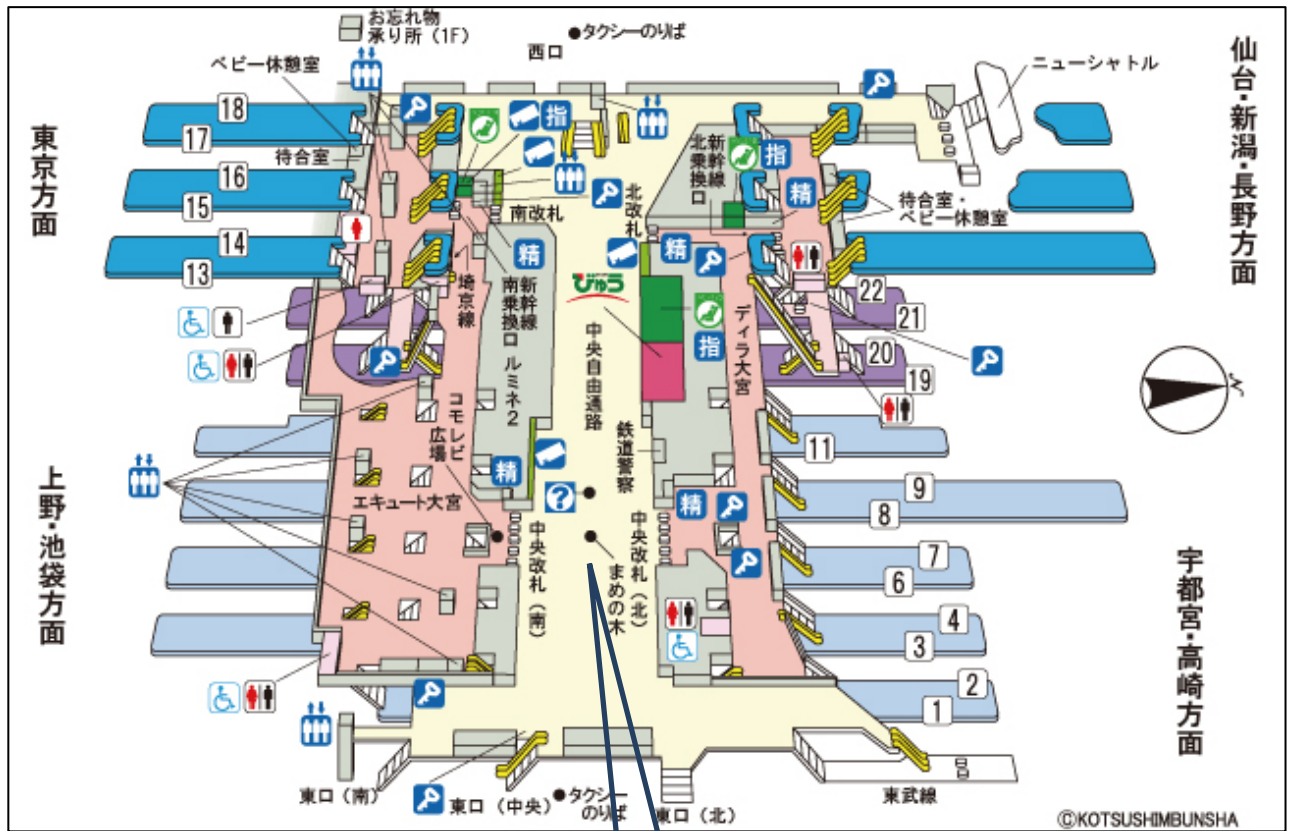 お忘れ物
承り所（1F）
●タクシーのりば
西口
ベビー休憩室
ニューシャトル
仙台・新潟・長野方面
東京方面
18
17
待合室
指
北乗換口
新幹線
指
16
15
南改札
北改札
精
待合室・
ベビー休憩室
14
13
精
精
埼京線
南乗換口
新幹線
びゅう
22
21
ディラ大宮
指
20
19
ルミネ2
中央自由通路
コモレビ
広場
鉄道警察
11
上野・池袋方面
精
エキュート大宮
?
精
9
8
中央改札（南）
まめの木
中央改札（北）
7
6
宇都宮・高崎方面
4
3
2
1
東口（南）
東口（中央）
●タクシー
のりば
東口（北）
東武線
N
©KOTSUSHIMBUNSHA